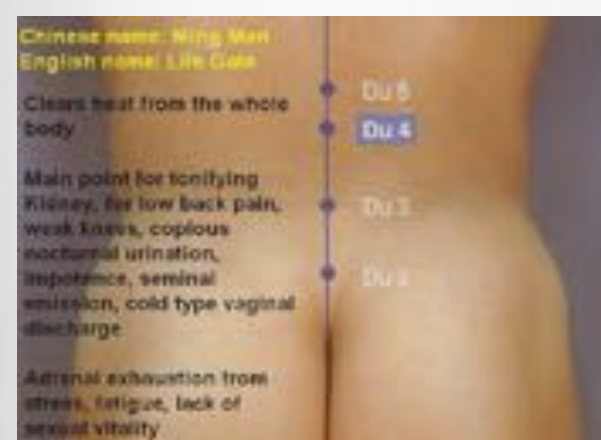 Chinese name: Ming Men
English name: Life Gate
Clears heat from the whole
body
Main point for tonifying
Kidney, for low back pain,
weak knees, copious
nocturnal urination,
impotence, seminal
emission, cold type vaginal
discharge
Adrenal exhaustion from
stress, fatigue, lack of
sexual vitality
Du 5
Du 4
Du 3
Du 2